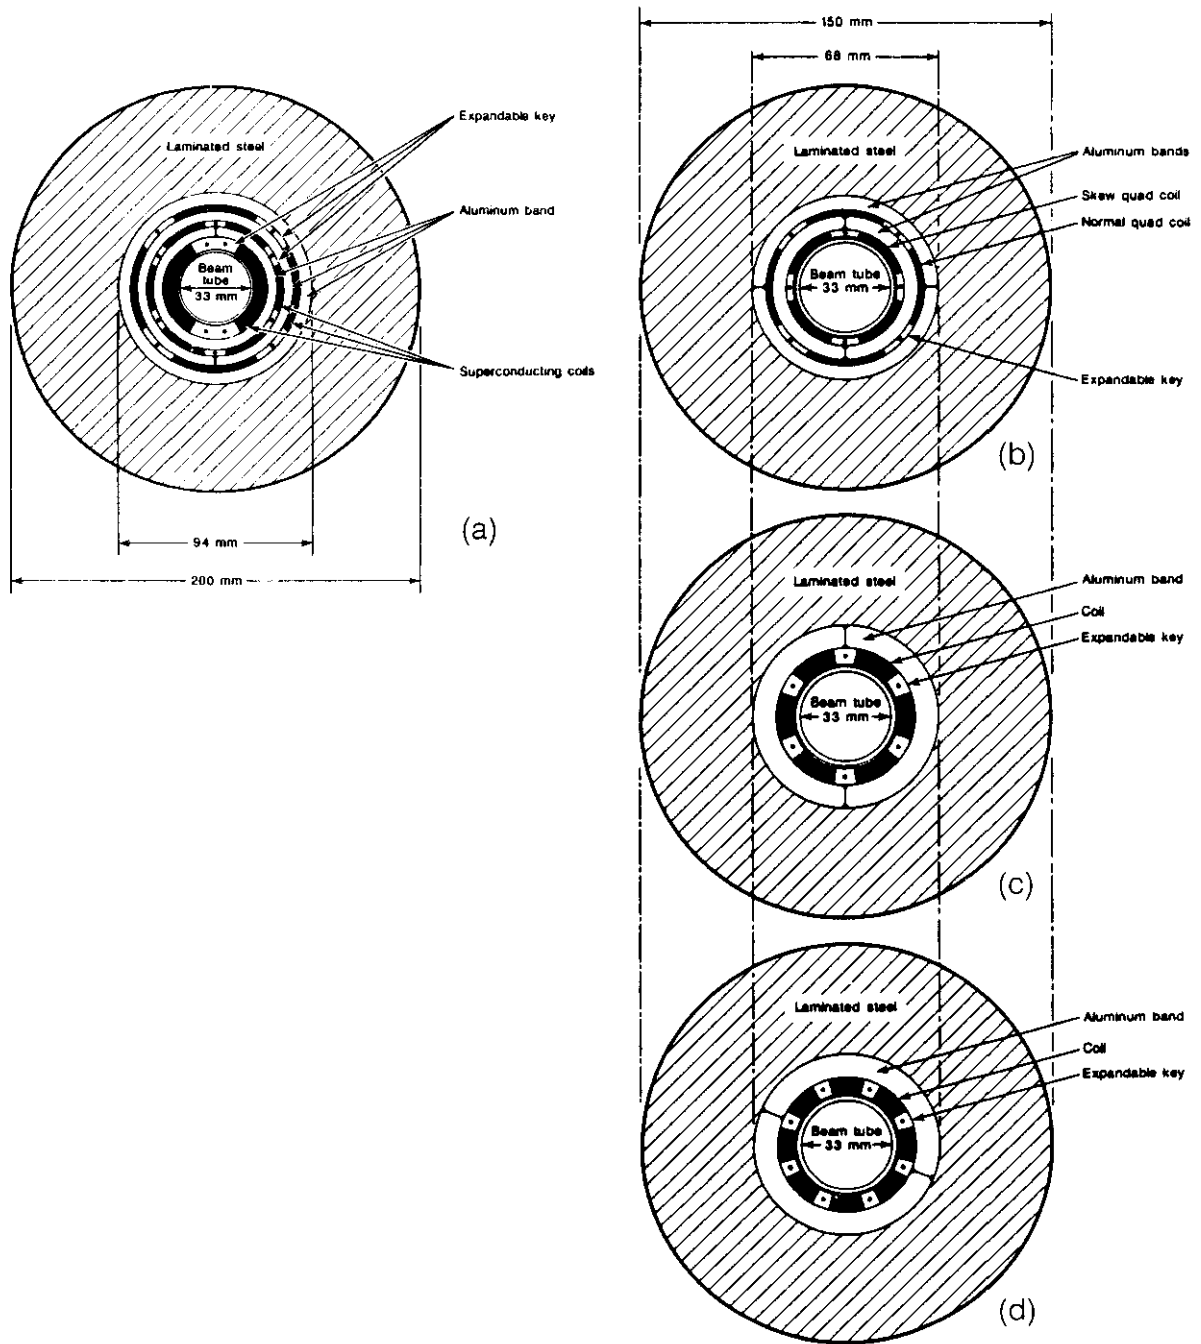 Expandable key
Laminated steel
Aluminum band
Beam
tube
33 mm
Superconducting coils
94 mm
200 mm
(a)
150 mm
68 mm
Laminated steel
Aluminum bands
Skew quad coil
Normal quad coil
Beam tube
33 mm
Expandable key
(b)
Laminated steel
Aluminum band
Coil
Expandable key
Beam tube
33 mm
(c)
Laminated steel
Aluminum band
Coil
Expandable key
Beam tube
33 mm
(d)